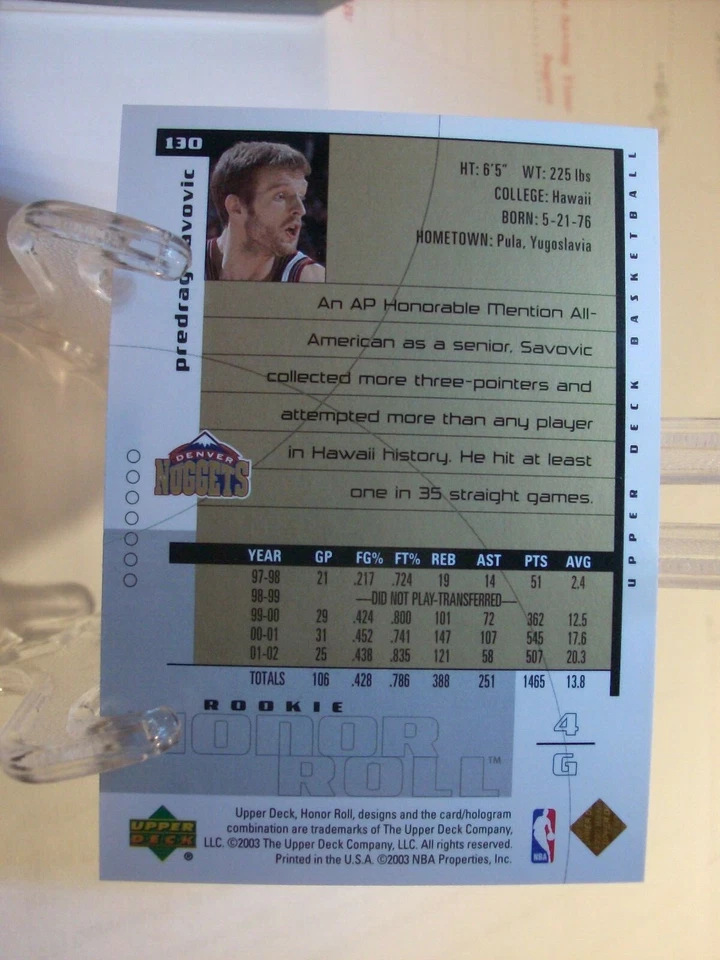 130
predrag savovic
HT: 6'5" WT: 225 lbs
COLLEGE: Hawaii
BORN: 5-21-76
HOMETOWN: Pula, Yugoslavia
UPPER DECK BASKETBALL
An AP Honorable Mention All-
American as a senior, Savovic
collected more three-pointers and
attempted more than any player
in Hawaii history. He hit at least
one in 35 straight games.
DENVER
NUGGETS
YEAR GP FG% FT% REB AST PTS AVG
97-98 21 .217 .724 19 14 51 2.4
98-99 —DID NOT PLAY-TRANSFERRED—
99-00 29 .424 .800 101 72 362 12.5
00-01 31 .452 .741 147 107 545 17.6
01-02 25 .438 .835 121 58 507 20.3
TOTALS 106 .428 .786 388 251 1465 13.8
ROOKIE
HONOR
ROLL™
4
G
UPPER
DECK
®
Upper Deck, Honor Roll, designs and the card/hologram
combination are trademarks of The Upper Deck Company,
LLC. ©2003 The Upper Deck Company, LLC. All rights reserved.
Printed in the U.S.A. ©2003 NBA Properties, Inc.
NBA